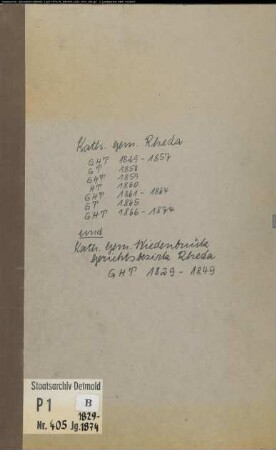 Kath. Gem. Rheda
GHT 1849-1857
GT 1858
GHT 1859
HT 1860
GHT 1861-1864
GT 1865
GHT 1866-1874
und
Kath. Gem. Wiedenbrück
Gerichtsbezirk Rheda
GHT 1829-1849
Staatsarchiv Detmold
P 1 B
1829-
Nr. 405 Jg. 1874